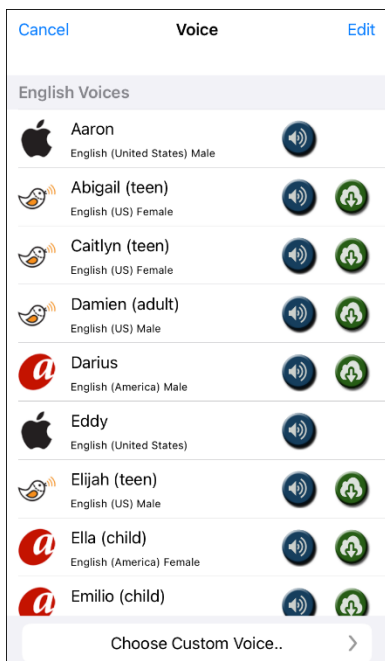 Cancel Voice Edit
English Voices
Aaron
English (United States) Male
Abigail (teen)
English (US) Female
Caitlyn (teen)
English (US) Female
Damien (adult)
English (US) Male
Darius
English (America) Male
Eddy
English (United States)
Elijah (teen)
English (US) Male
Ella (child)
English (America) Female
Emilio (child)
Choose Custom Voice..